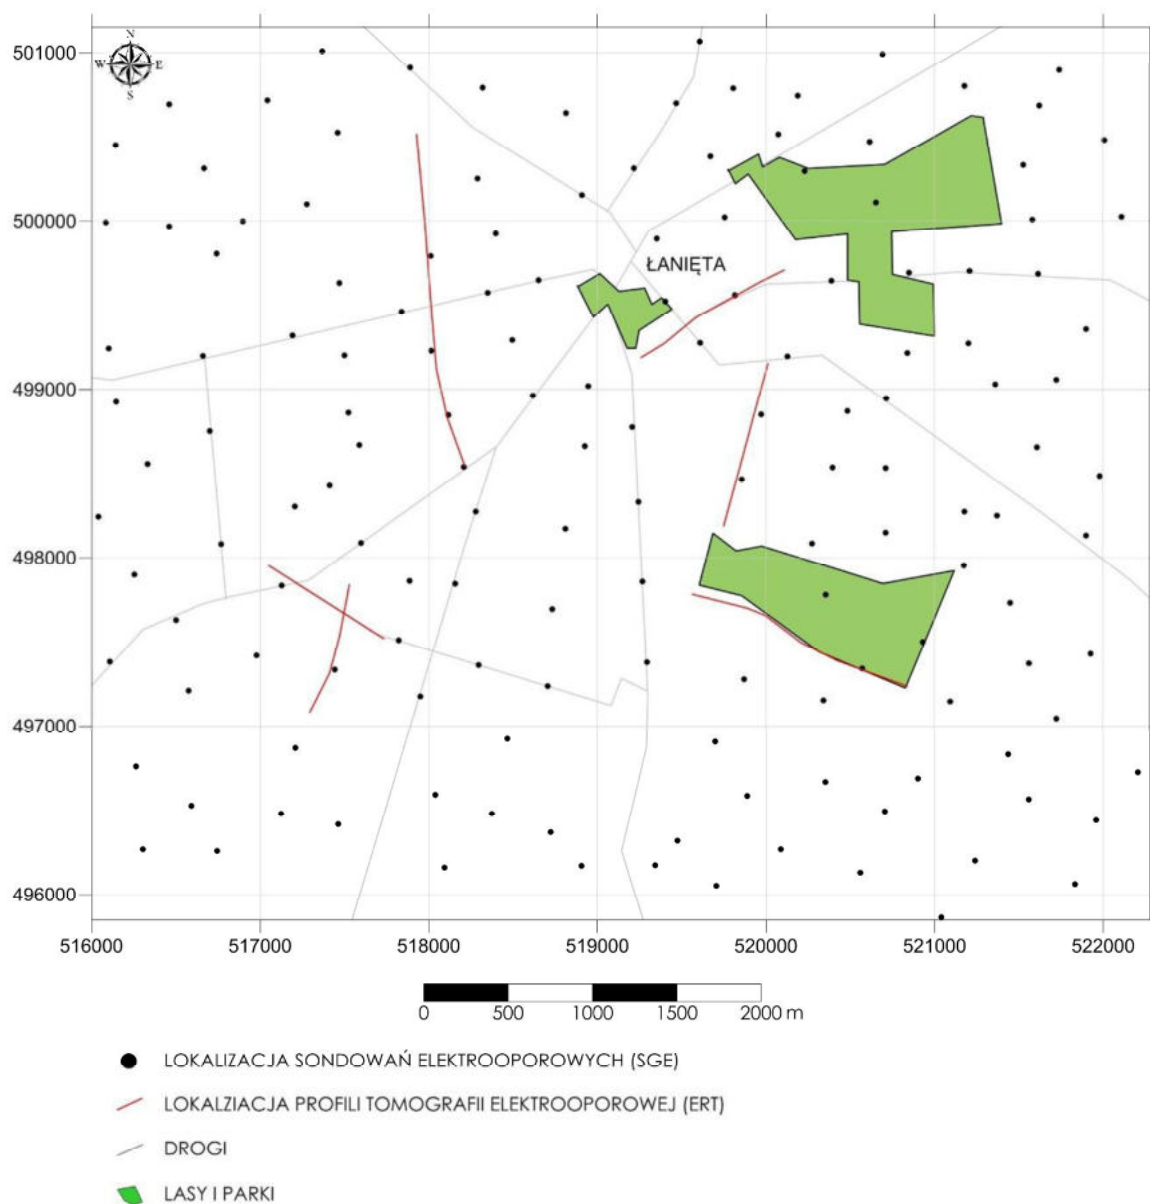 N
W E
S
501000
500000
499000
498000
497000
496000
ŁANIĘTA
516000 517000 518000 519000 520000 521000 522000
0 500 1000 1500 2000 m
LOKALIZACJA SONDOWAŃ ELEKTROOPOROWYCH (SGE)
LOKALZIACJA PROFILI TOMOGRAFII ELEKTROOPOROWEJ (ERT)
DROGI
LASY I PARKI